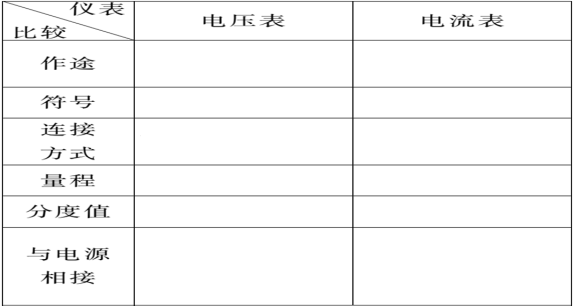 仪表
比较
电压表
电流表
作途
符号
连接
方式
量程
分度值
与电源
相接